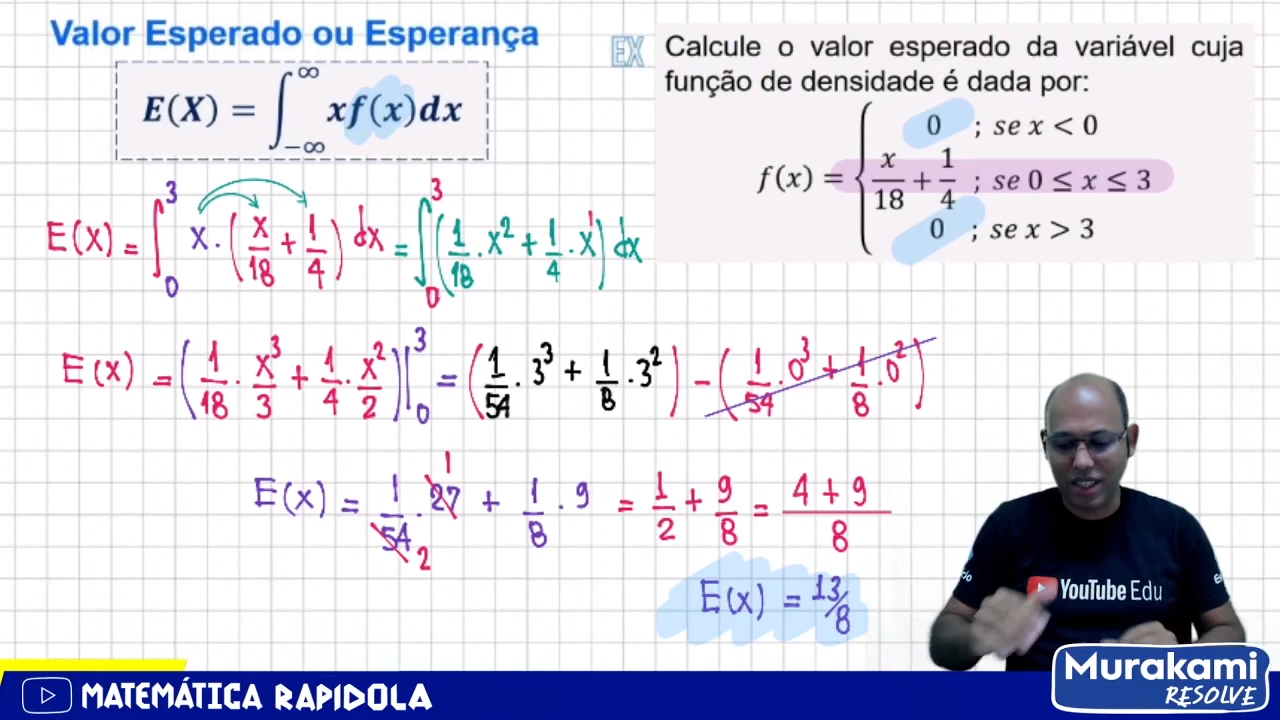 Valor Esperado ou Esperança
E(X) = ∫_{-∞}^{∞} xf(x)dx
EX
Calcule o valor esperado da variável cuja
função de densidade é dada por:
0 ; se x < 0
f(x) = { x/18 + 1/4 ; se 0 ≤ x ≤ 3
0 ; se x > 3
E(x) = ∫_0^3 x · (x/18 + 1/4) dx = ∫_0^3 (1/18 · x² + 1/4 · x¹) dx
E(x) = (1/18 · x³/3 + 1/4 · x²/2)|_0^3 = (1/54 · 3³ + 1/8 · 3²) - (1/54 · 0³ + 1/8 · 0²)
E(x) = 1/54 2 · 27 1 + 1/8 · 9 = 1/2 + 9/8 = (4 + 9)/8
E(x) = 13/8
YouTube Edu
MATEMÁTICA RAPIDOLA
Murakami
RESOLVE